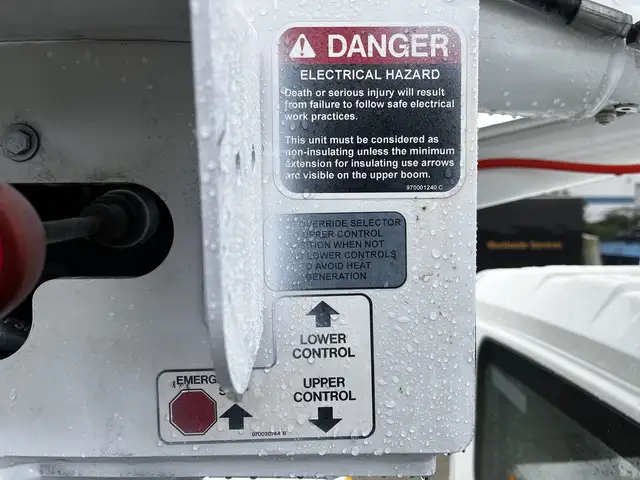 DANGER
ELECTRICAL HAZARD
Death or serious injury will result
from failure to follow safe electrical
work practices.
This unit must be considered as
non-insulating unless the minimum
extension for insulating use arrows
are visible on the upper boom.
970001240 C
OVERRIDE SELECTOR
UPPER CONTROL
WHEN NOT
LOWER CONTROLS
AVOID HEAT
GENERATION
LOWER
CONTROL
UPPER
CONTROL
Worldwide Services